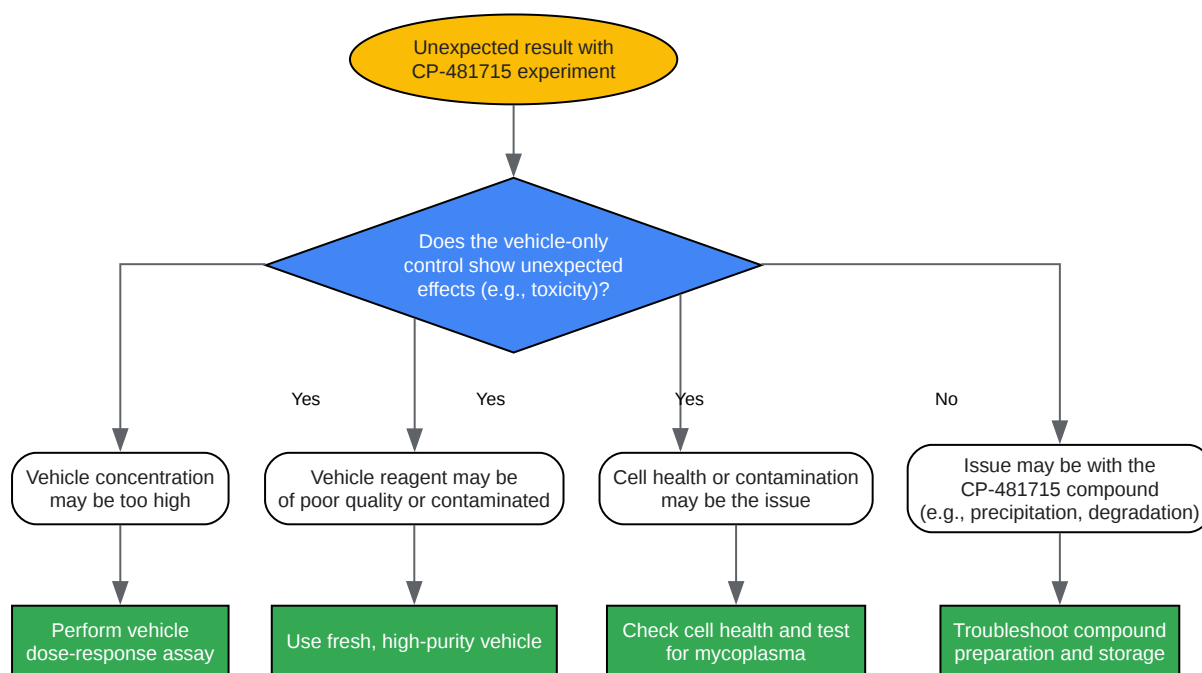 Unexpected result with
CP-481715 experiment
Does the vehicle-only
control show unexpected
effects (e.g., toxicity)?
Yes
Yes
Yes
No
Vehicle concentration
may be too high
Vehicle reagent may be
of poor quality or contaminated
Cell health or contamination
may be the issue
Issue may be with the
CP-481715 compound
(e.g., precipitation, degradation)
Perform vehicle
dose-response assay
Use fresh, high-purity vehicle
Check cell health and test
for mycoplasma
Troubleshoot compound
preparation and storage